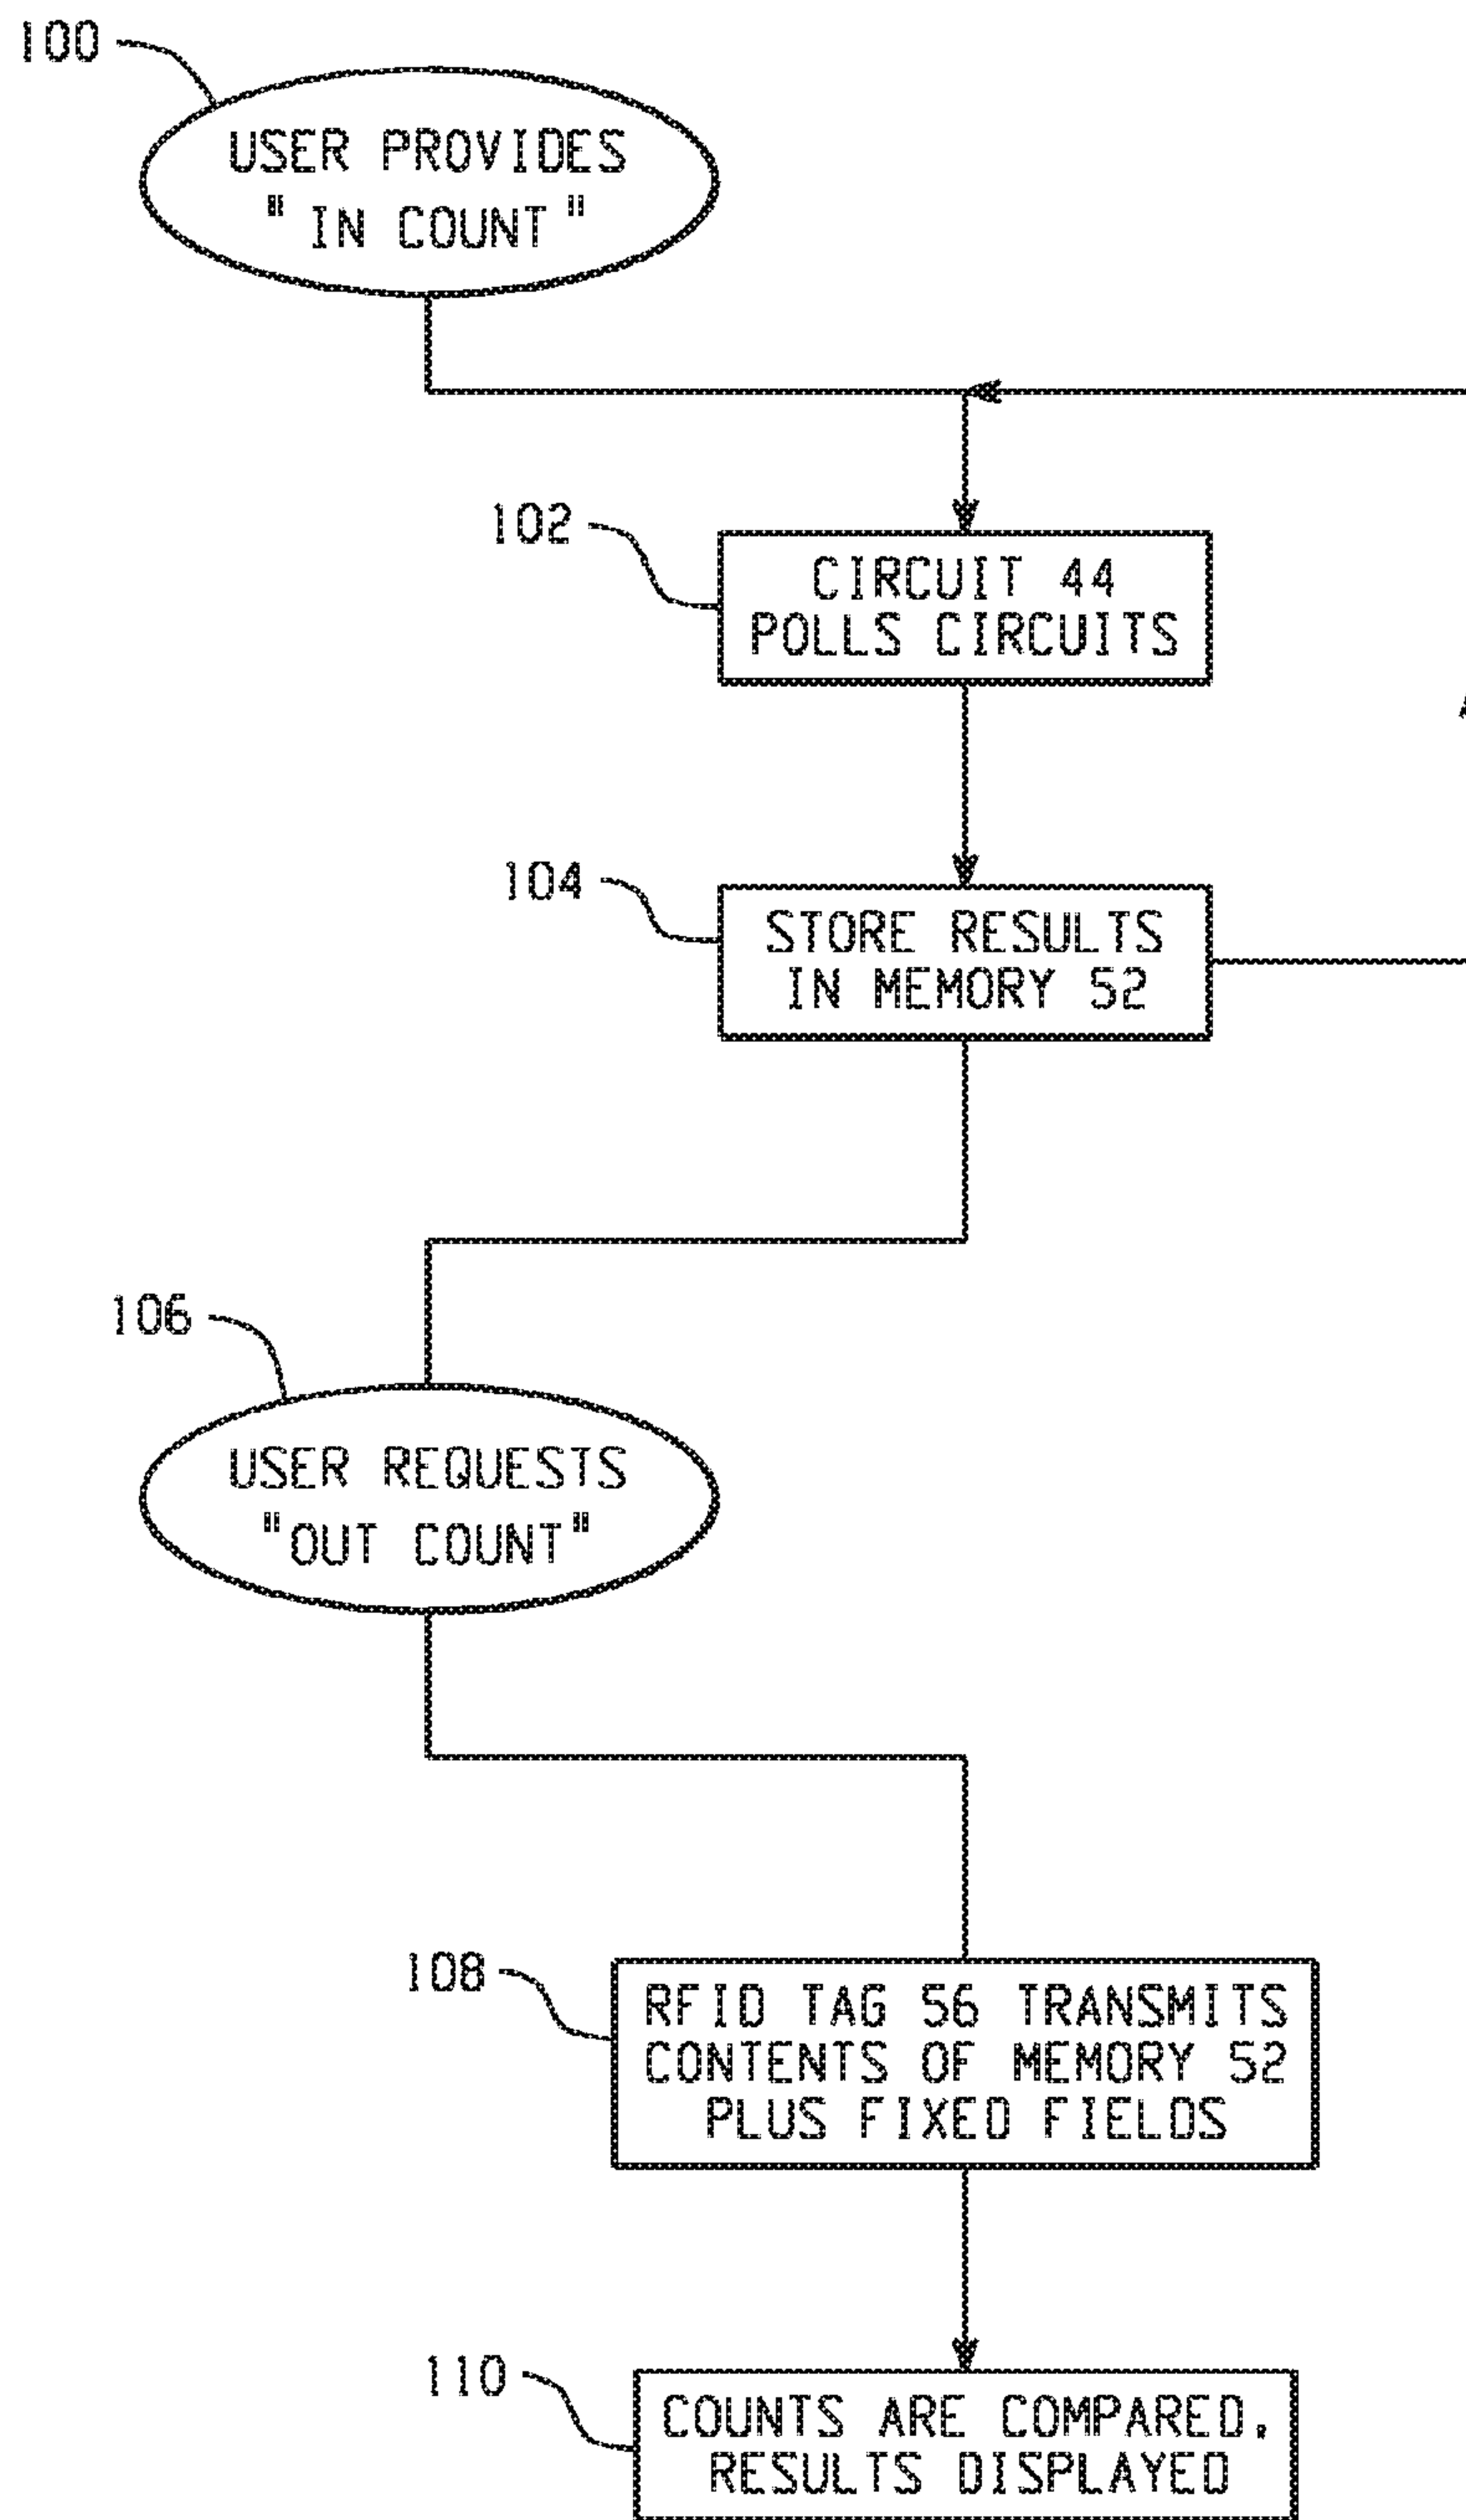 100
USER PROVIDES
" IN COUNT "
102
CIRCUIT 44
POLLS CIRCUITS
104
STORE RESULTS
IN MEMORY 52
106
USER REQUESTS
"OUT COUNT"
108
RFID TAG 56 TRANSMITS
CONTENTS OF MEMORY 52
PLUS FIXED FIELDS
110
COUNTS ARE COMPARED,
RESULTS DISPLAYED